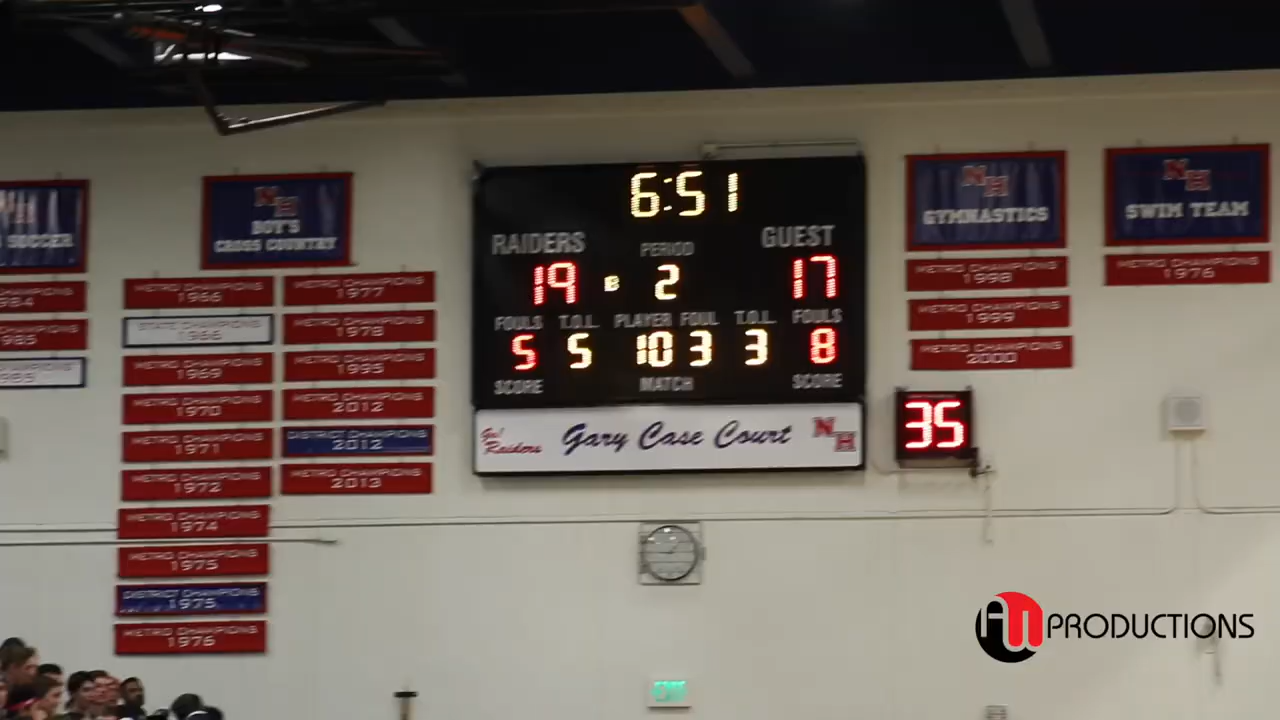 6:51
RAIDERS
PERIOD
GUEST
19
B
2
17
FOULS
T.O.L.
PLAYER
FOUL
T.O.L.
FOULS
5
5
10
3
3
8
SCORE
MATCH
SCORE
Go! Raiders
Gary Case Court
NH
35
SOCCER
NH
BOY'S
CROSS COUNTRY
METRO CHAMPIONS
1966
STATE CHAMPIONS
1966
METRO CHAMPIONS
1969
METRO CHAMPIONS
1970
METRO CHAMPIONS
1971
METRO CHAMPIONS
1972
METRO CHAMPIONS
1974
METRO CHAMPIONS
1975
DISTRICT CHAMPIONS
1975
METRO CHAMPIONS
1976
METRO CHAMPIONS
1977
METRO CHAMPIONS
1978
METRO CHAMPIONS
1995
METRO CHAMPIONS
2012
DISTRICT CHAMPIONS
2012
METRO CHAMPIONS
2013
NH
GYMNASTICS
METRO CHAMPIONS
1998
METRO CHAMPIONS
1999
METRO CHAMPIONS
2000
NH
SWIM TEAM
METRO CHAMPIONS
1976
EXIT
PRODUCTIONS